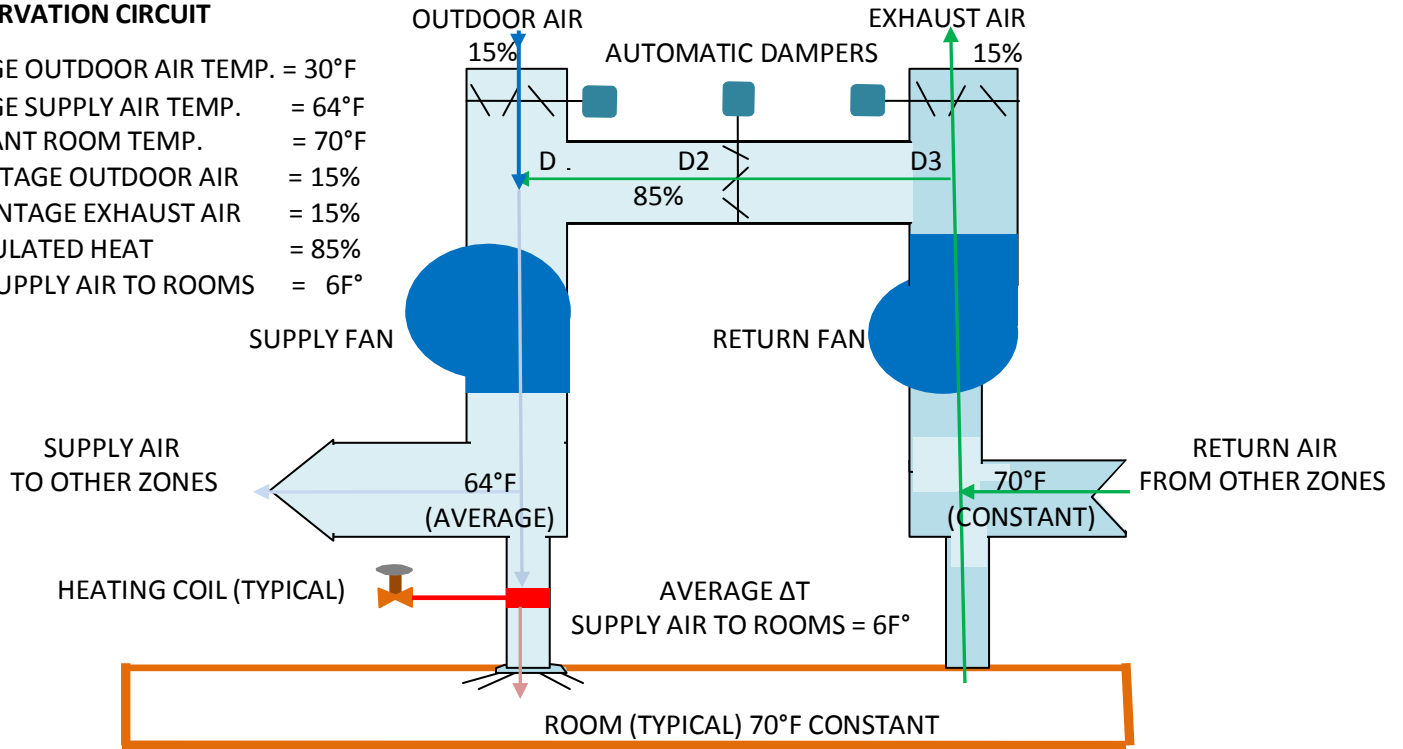 RVATION CIRCUIT
GE OUTDOOR AIR TEMP. = 30°F
GE SUPPLY AIR TEMP. = 64°F
ANT ROOM TEMP. = 70°F
TAGE OUTDOOR AIR = 15%
NTAGE EXHAUST AIR = 15%
ULATED HEAT = 85%
UPPLY AIR TO ROOMS = 6F°
OUTDOOR AIR
15%
AUTOMATIC DAMPERS
EXHAUST AIR
15%
D .
D2
D3
85%
SUPPLY FAN
RETURN FAN
SUPPLY AIR
TO OTHER ZONES
64°F
(AVERAGE)
70°F
(CONSTANT)
RETURN AIR
FROM OTHER ZONES
HEATING COIL (TYPICAL)
AVERAGE ΔT
SUPPLY AIR TO ROOMS = 6F°
ROOM (TYPICAL) 70°F CONSTANT